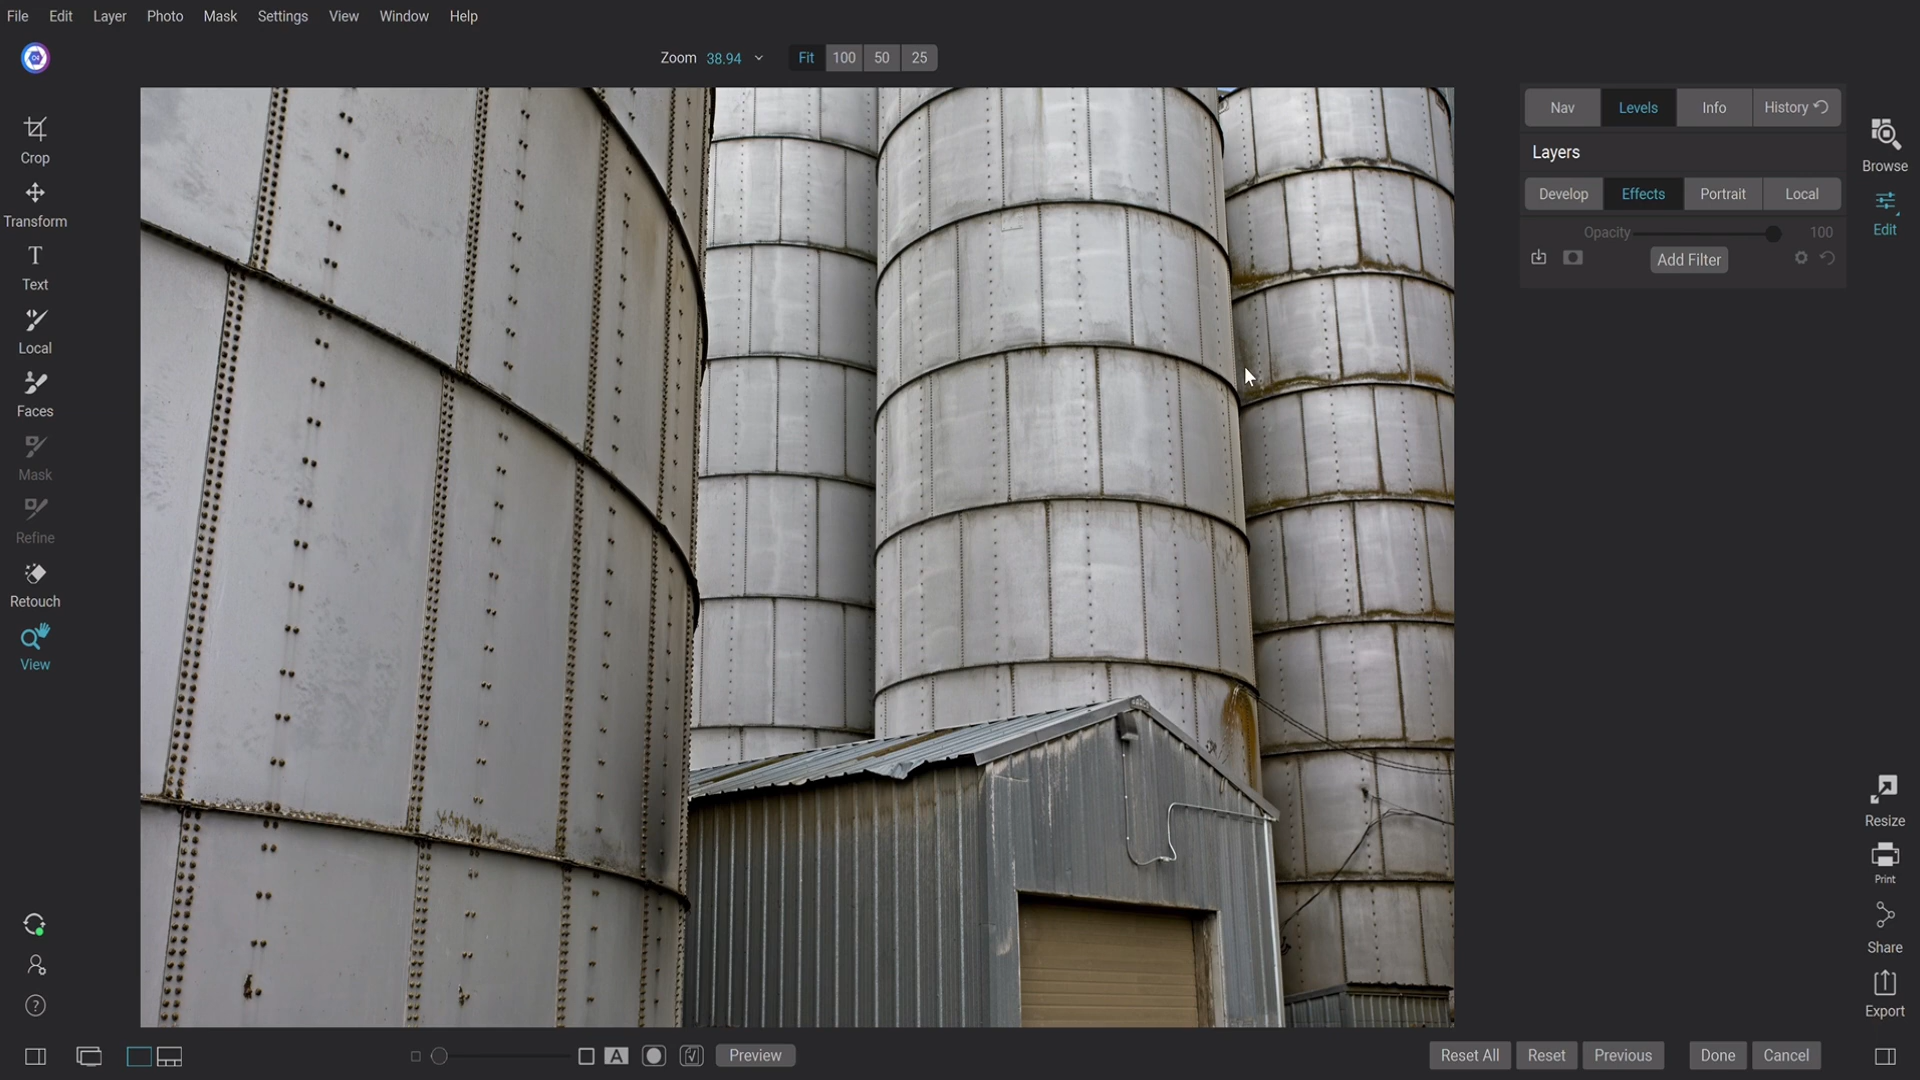 File Edit Layer Photo Mask Settings View Window Help
Zoom 38.94 Fit 100 50 25
Crop
Transform
Text
Local
Faces
Mask
Refine
Retouch
View
Nav Levels Info History
Layers
Develop Effects Portrait Local
Opacity 100
Add Filter
Browse
Edit
Resize
Print
Share
Export
A Preview
Reset All Reset Previous Done Cancel